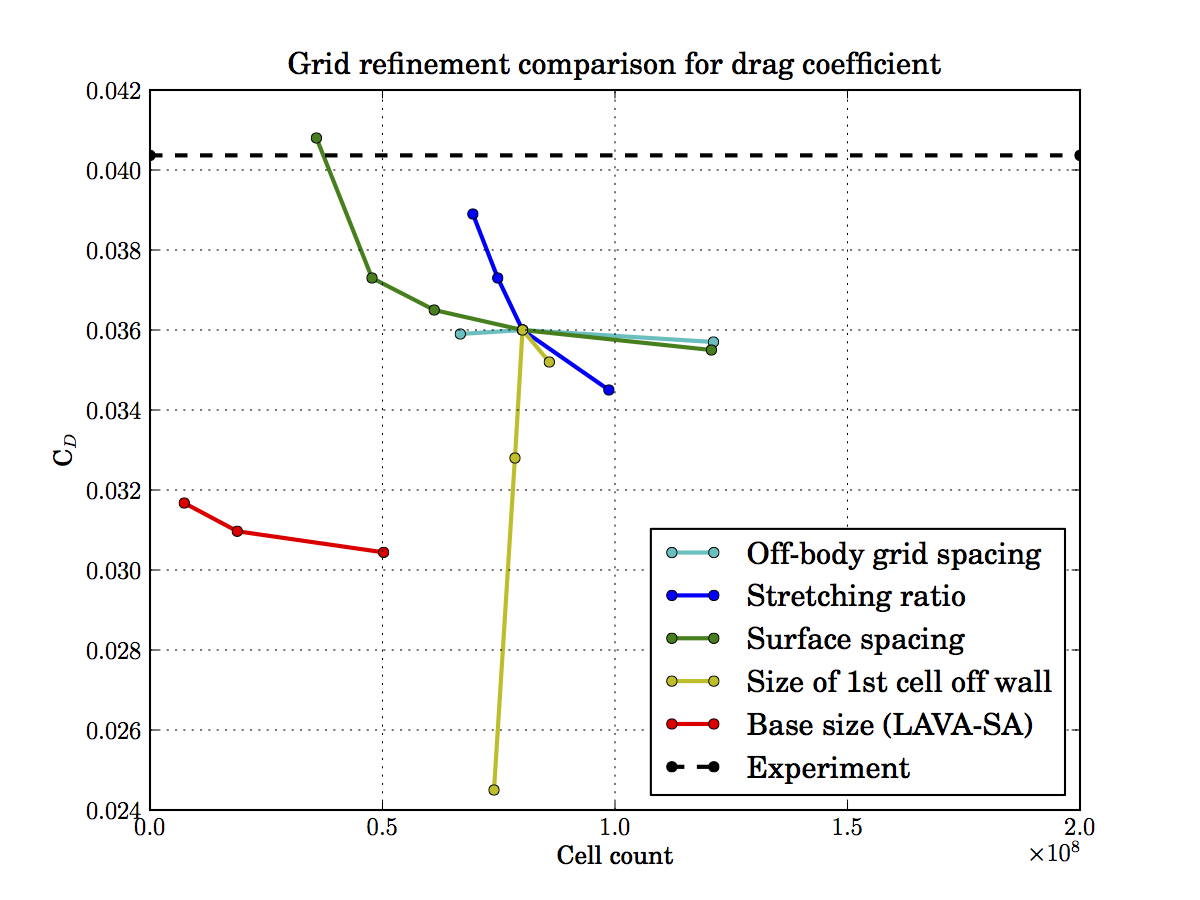 Grid refinement comparison for drag coefficient
0.042
0.040
0.038
0.036
0.034
0.032
0.030
0.028
0.026
0.024
C_D
Off-body grid spacing
Stretching ratio
Surface spacing
Size of 1st cell off wall
Base size (LAVA-SA)
Experiment
0.0 0.5 1.0 1.5 2.0
Cell count
×10⁸